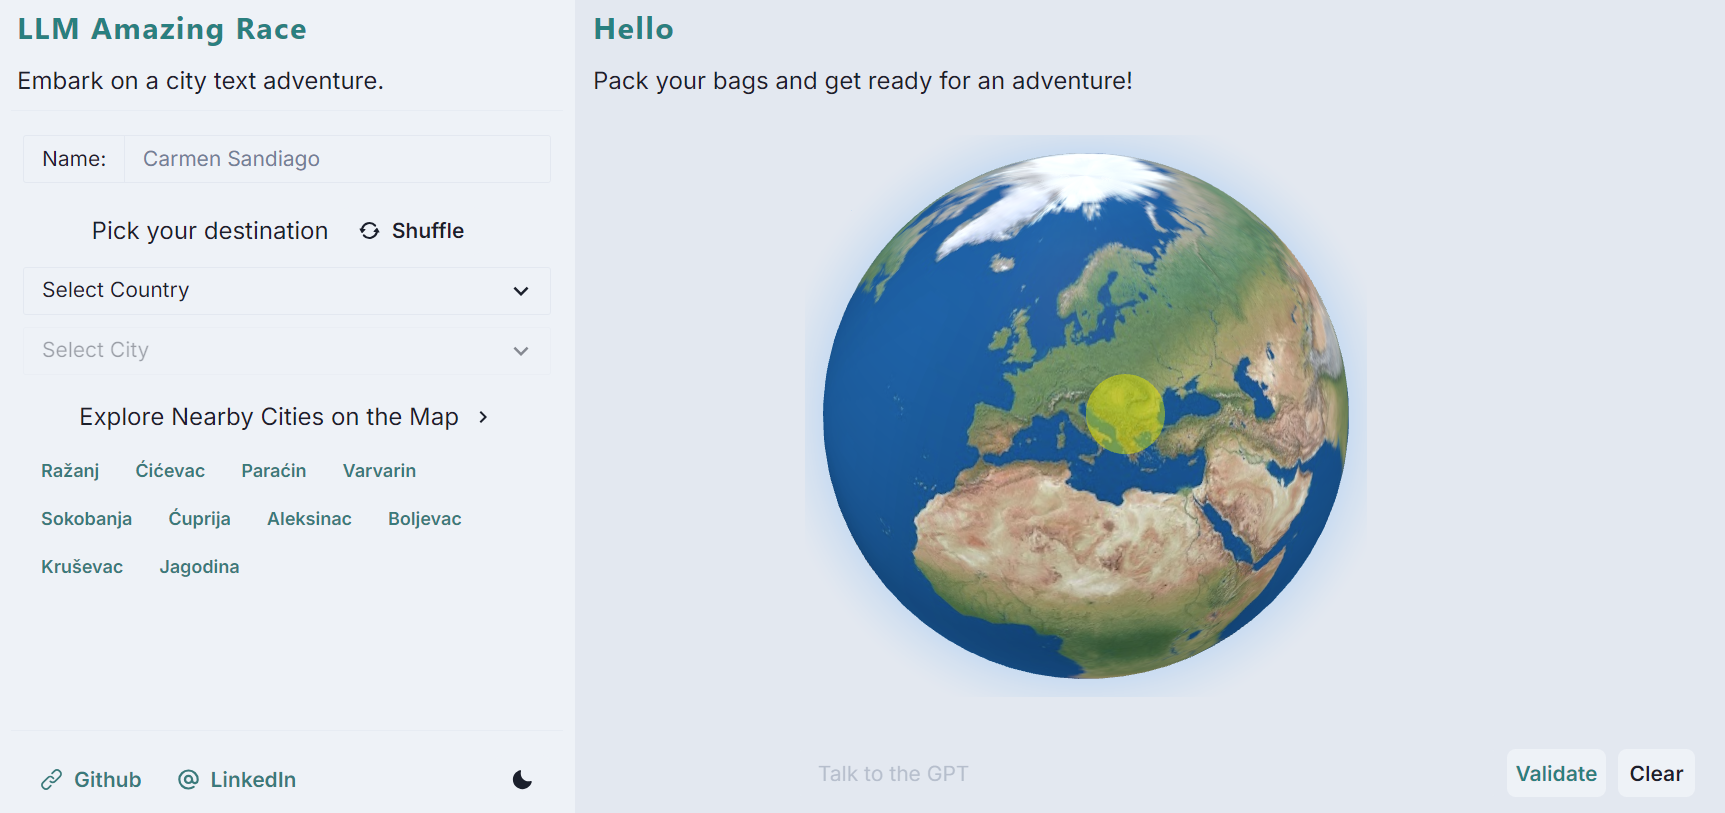 LLM Amazing Race
Embark on a city text adventure.
Name: Carmen Sandiago
Pick your destination Shuffle
Select Country
Select City
Explore Nearby Cities on the Map
Ražanj Ćićevac Paraćin Varvarin
Sokobanja Ćuprija Aleksinac Boljevac
Kruševac Jagodina
Github LinkedIn
Hello
Pack your bags and get ready for an adventure!
Talk to the GPT Validate Clear